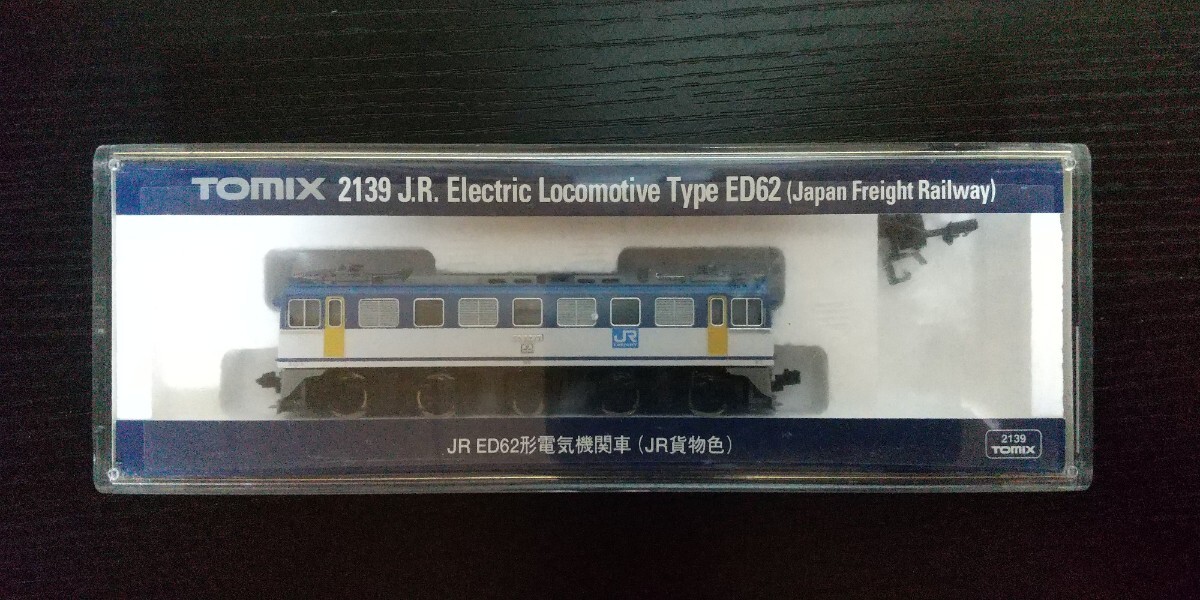 TOMIX 2139 J.R. Electric Locomotive Type ED62 (Japan Freight Railway)
JR
JR ED62形電気機関車（JR貨物色）
2139
TOMIX